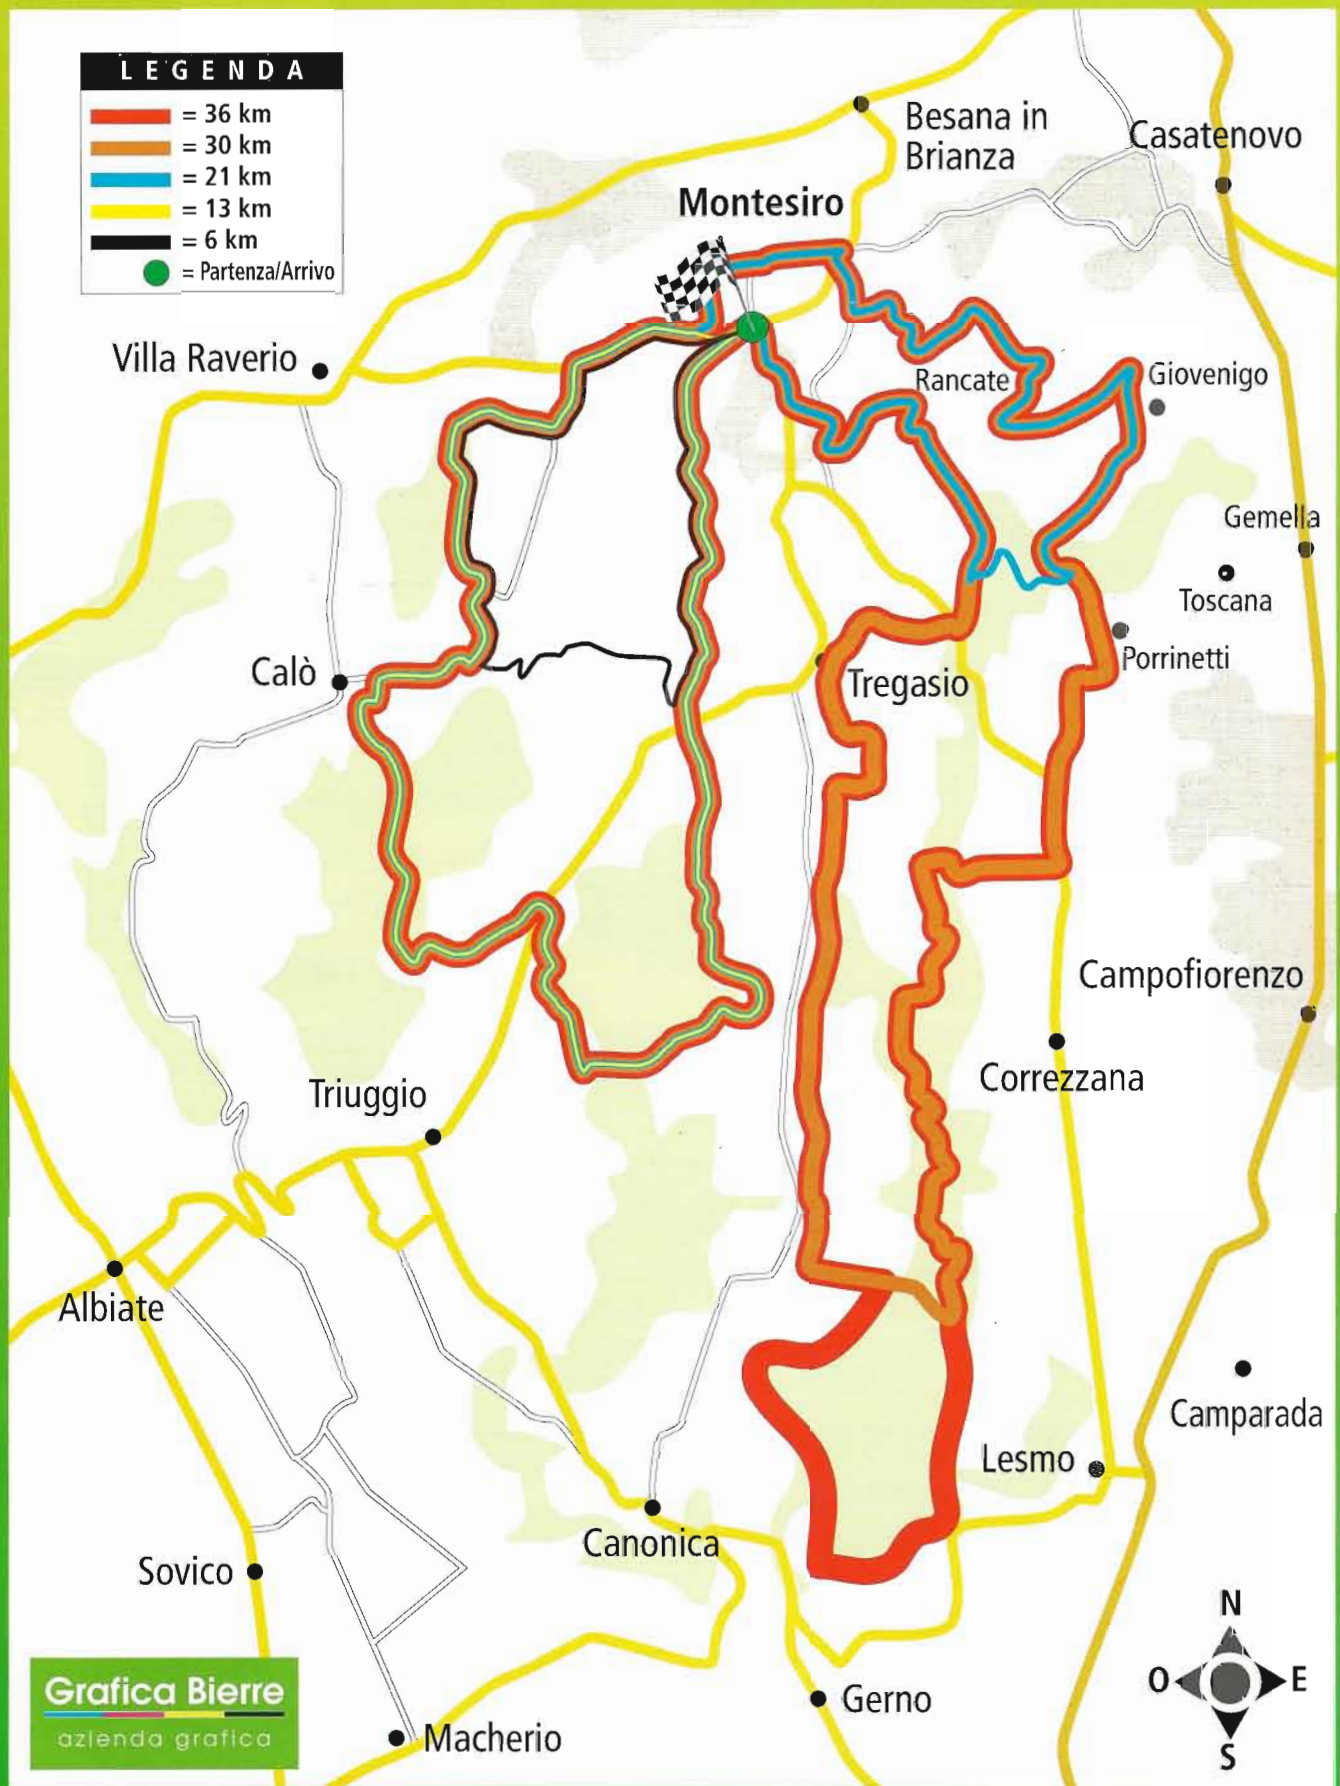 LEGENDA
= 36 km
= 30 km
= 21 km
= 13 km
= 6 km
= Partenza/Arrivo
Besana in
Brianza
Casatenovo
Montesiro
Villa Raverio
Rancate
Giovenigo
Gemella
Toscana
Porrinetti
Calò
Tregasio
Campofiorenzo
Correzzana
Triuggio
Albiate
Camparada
Lesmo
Canonica
Sovico
N
O
E
S
Gerno
Macherio
Grafica Bierre
azienda grafica